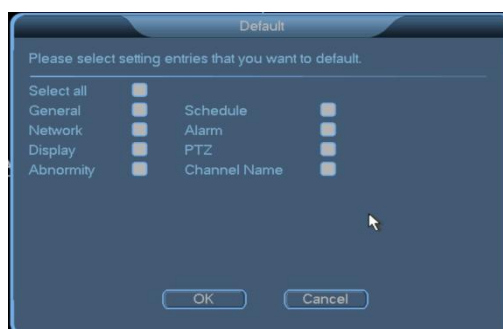 Default
Please select setting entries that you want to default.
Select all
General Schedule
Network Alarm
Display PTZ
Abnormity Channel Name
OK Cancel